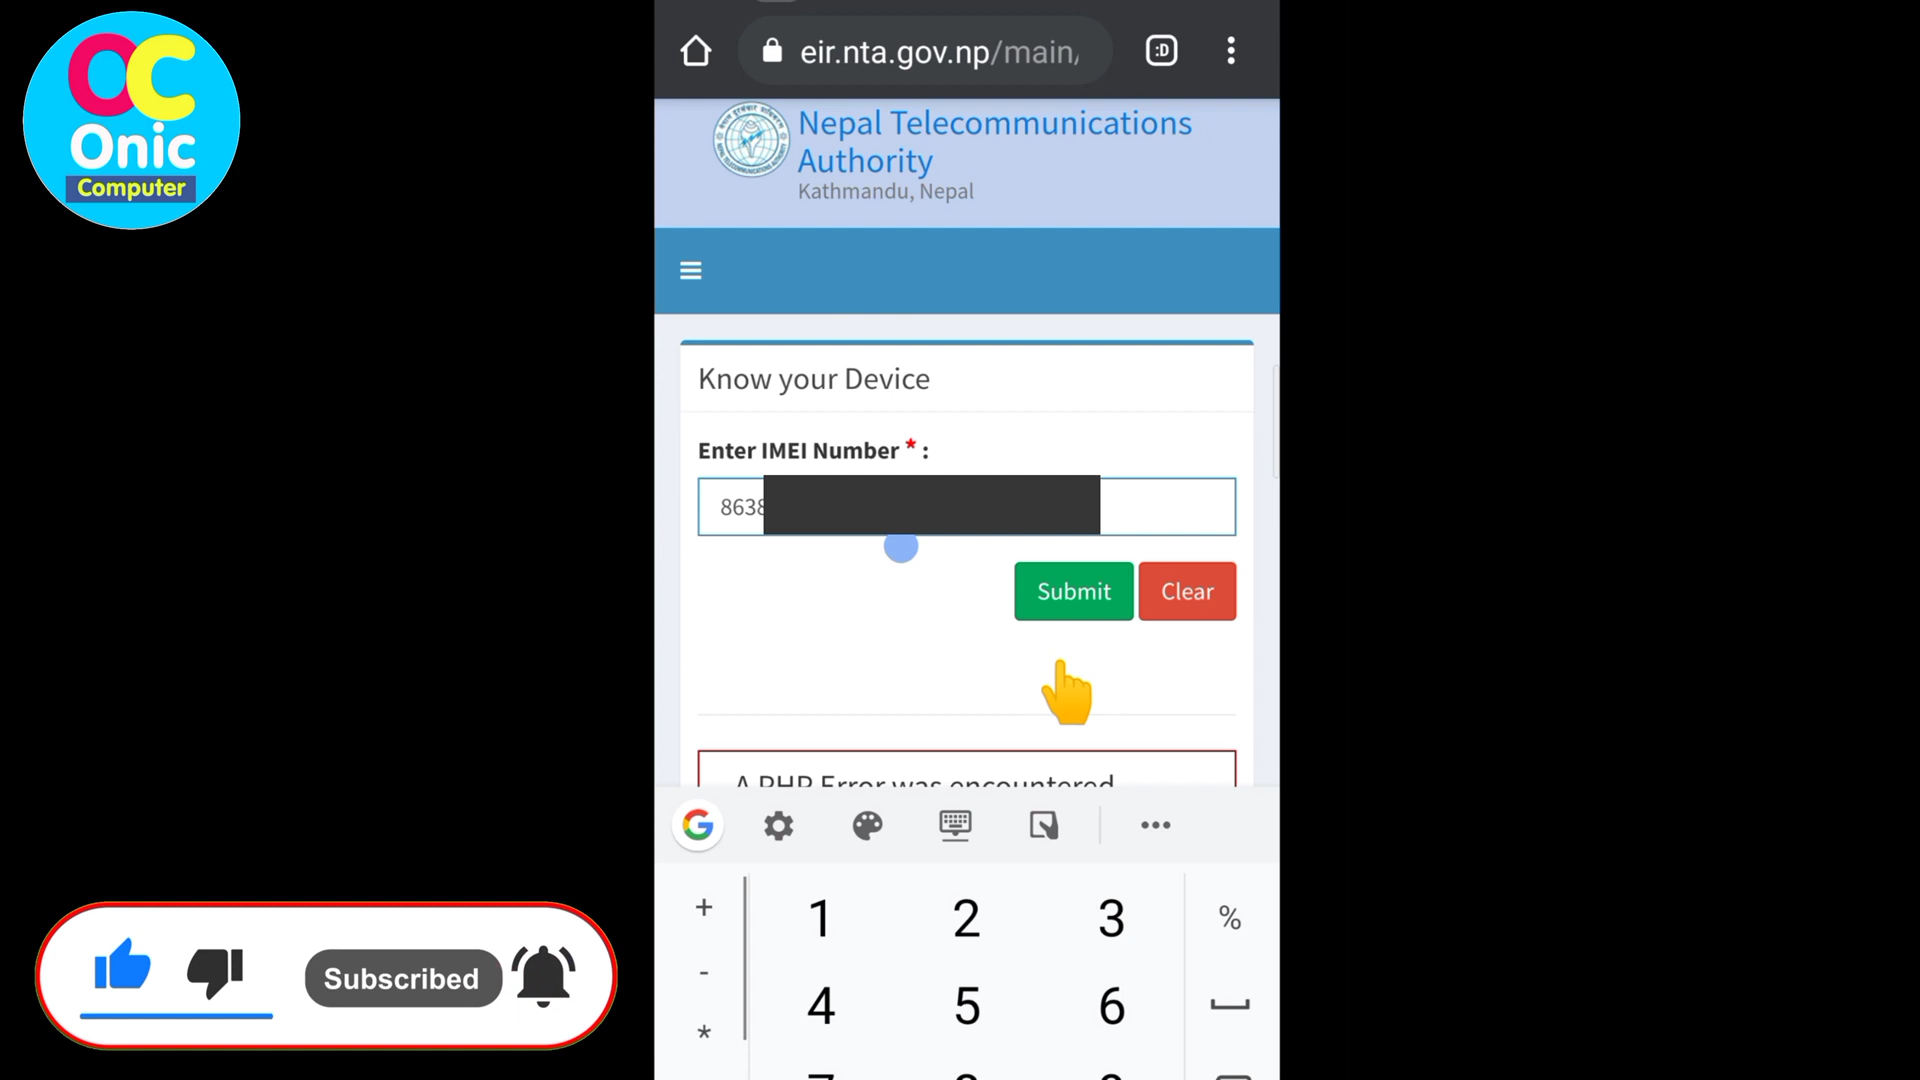 OC
Onic
Computer
eir.nta.gov.np/main/
:D
Nepal Telecommunications
Authority
Kathmandu, Nepal
Know your Device
Enter IMEI Number * :
8638
Submit
Clear
A PHP Error was encountered
G
+ 1 2 3 %
- 4 5 6
*
Subscribed